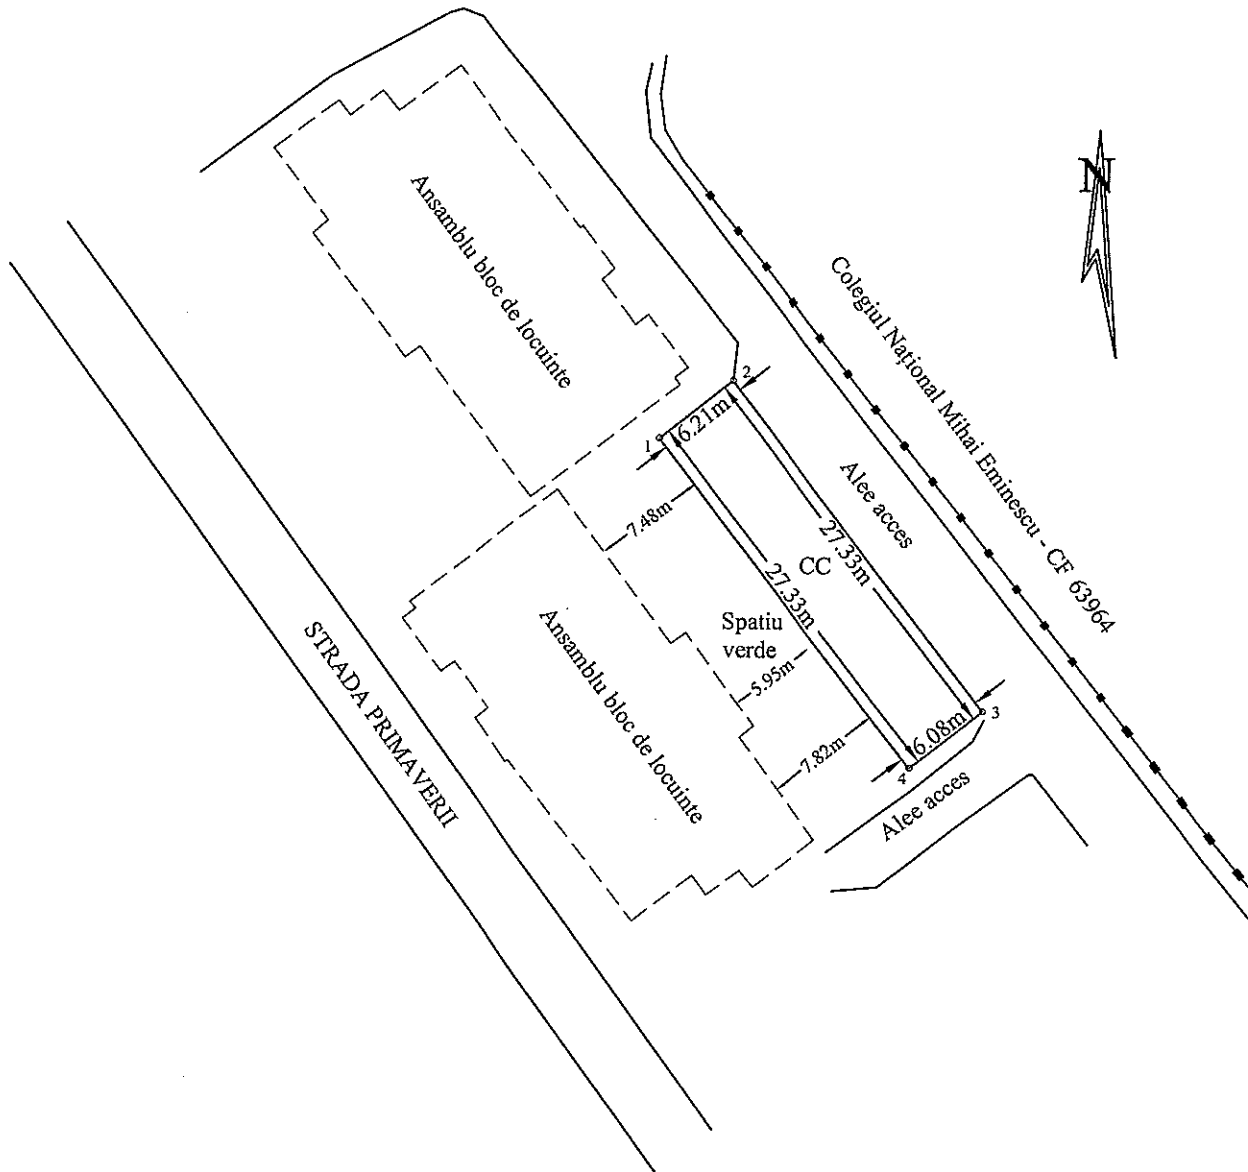 N
Ansamblu bloc de locuinte
Colegiul Național Mihai Eminescu - CF 63964
2
1
6.21m
Alee acces
7.48m
27.33m
CC
27.33m
Spatiu
verde
Ansamblu bloc de locuinte
STRADA PRIMAVERII
5.95m
3
6.08m
7.82m
4
Alee acces